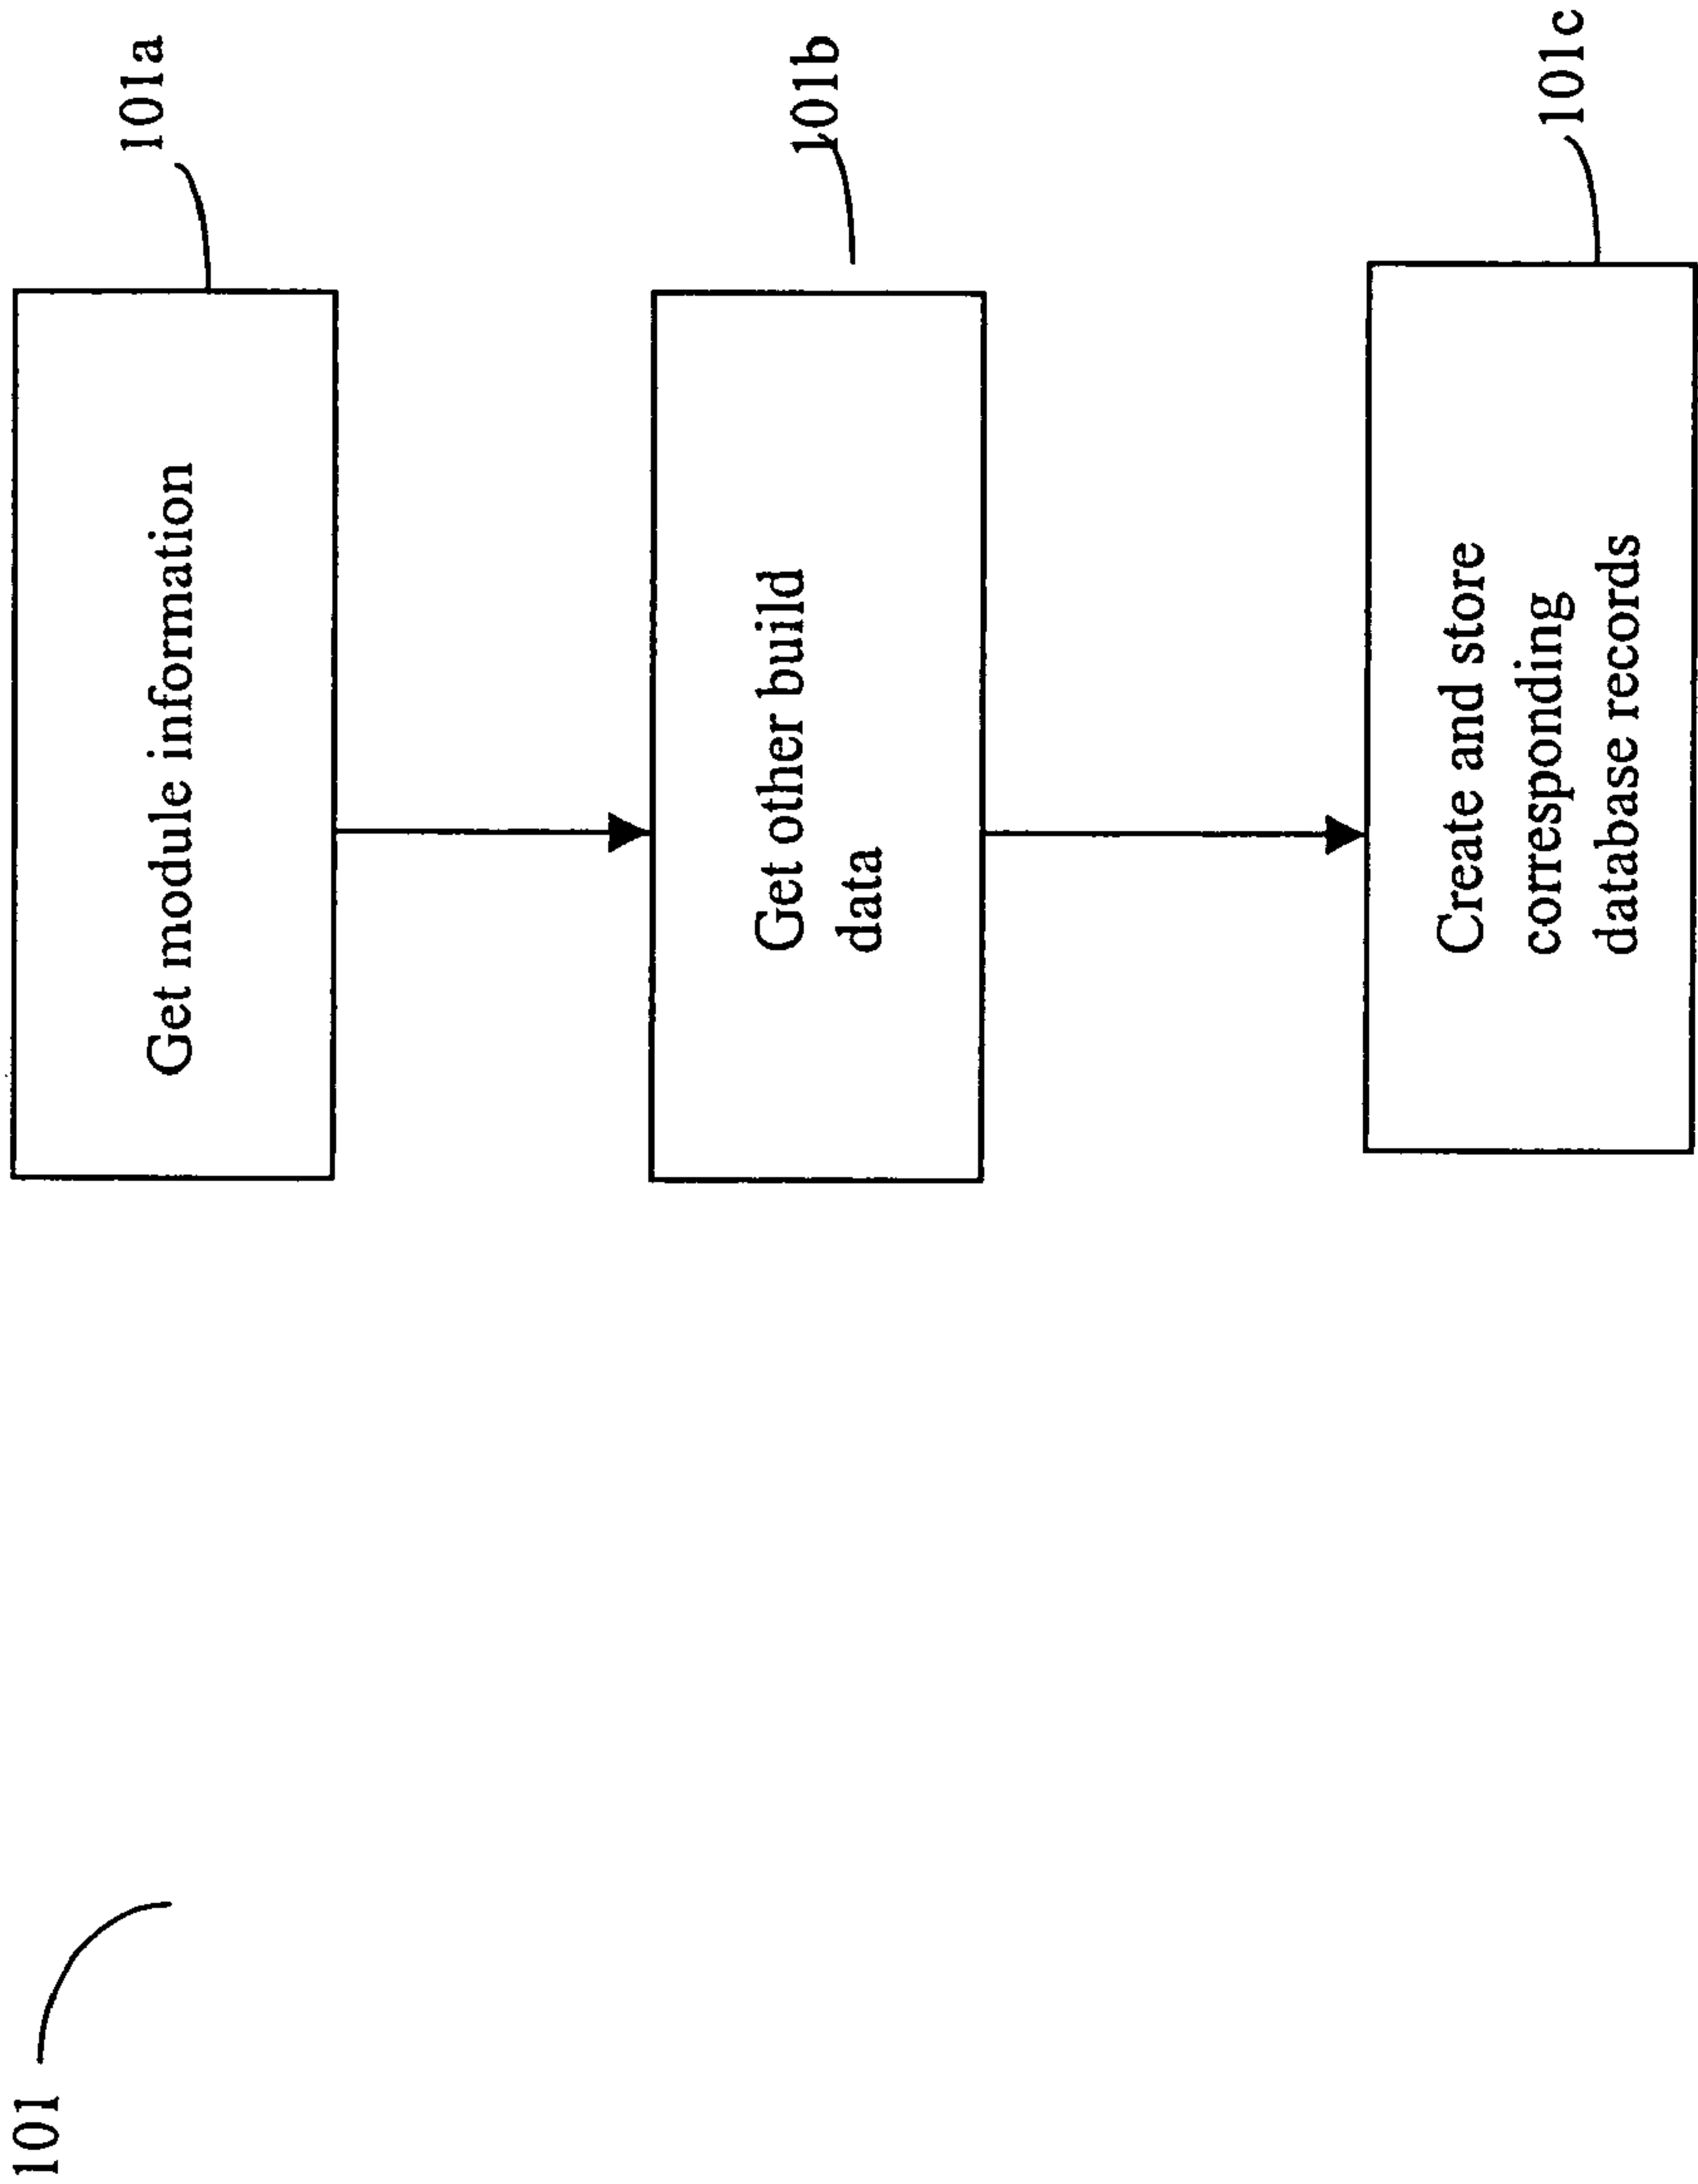 101
Get module information
101a
Get other build
data
101b
Create and store
corresponding
database records
101c